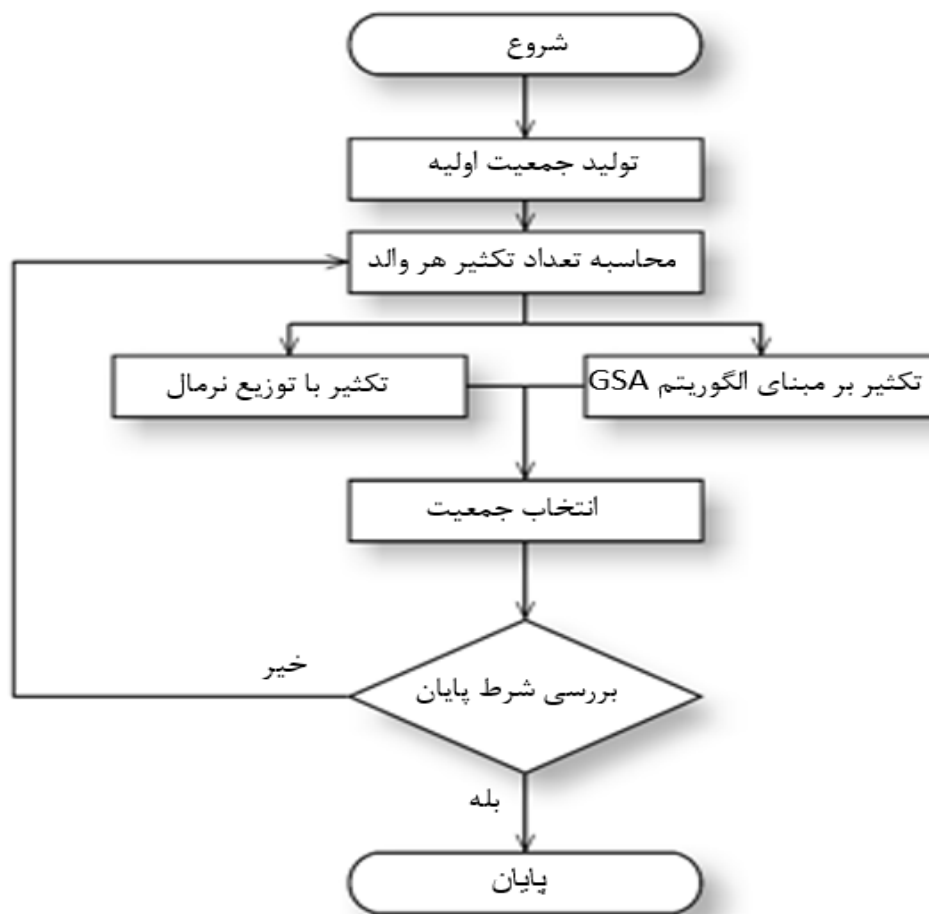 شروع
تولید جمعیت اولیه
محاسبه تعداد تکثیر هر والد
تکثیر بر مبنای الگوریتم GSA
تکثیر با توزیع نرمال
انتخاب جمعیت
بررسی شرط پایان
خیر
بله
پایان